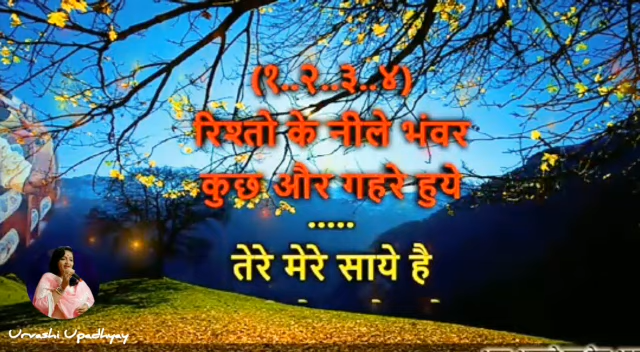 (१..२..३..४)
रिश्तो के नीले भंवर
कुछ और गहरे हुये
.....
तेरे मेरे साये है
Urvashi Upadhyay